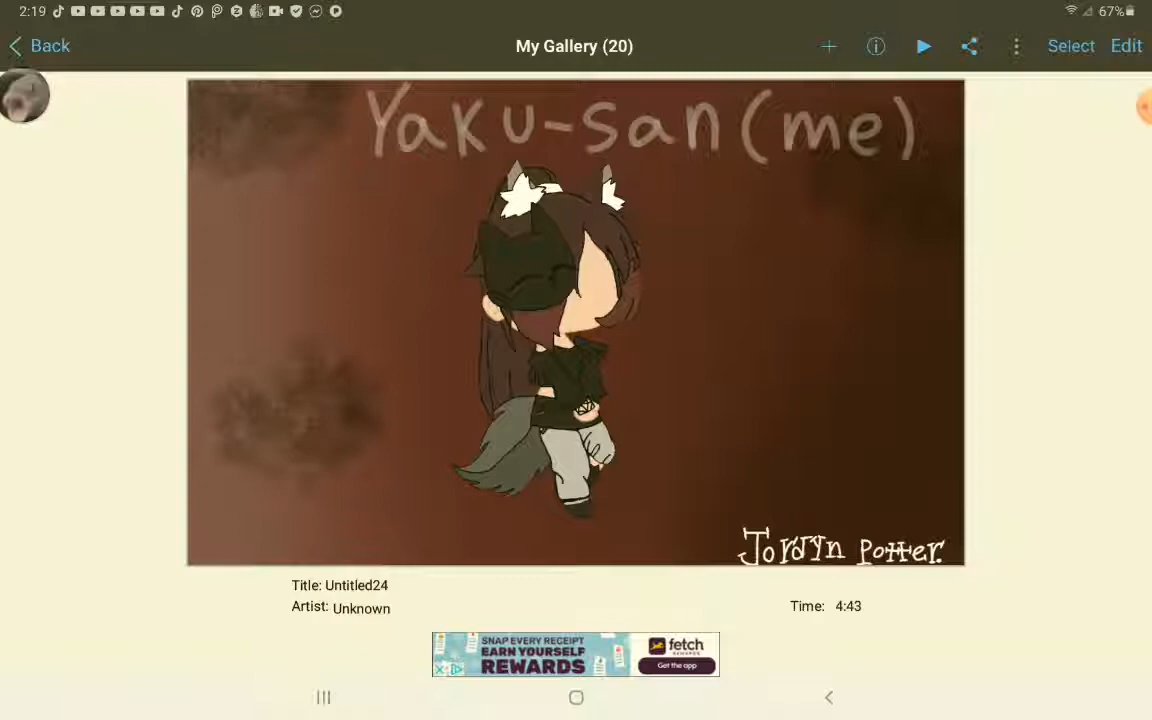 2:19
67%
Back
My Gallery (20)
Select
Edit
Yaku-san (me)
Jordyn Potter.
Title: Untitled24
Artist: Unknown
Time: 4:43
SNAP EVERY RECEIPT
EARN YOURSELF
REWARDS
fetch
REWARDS
Get the app